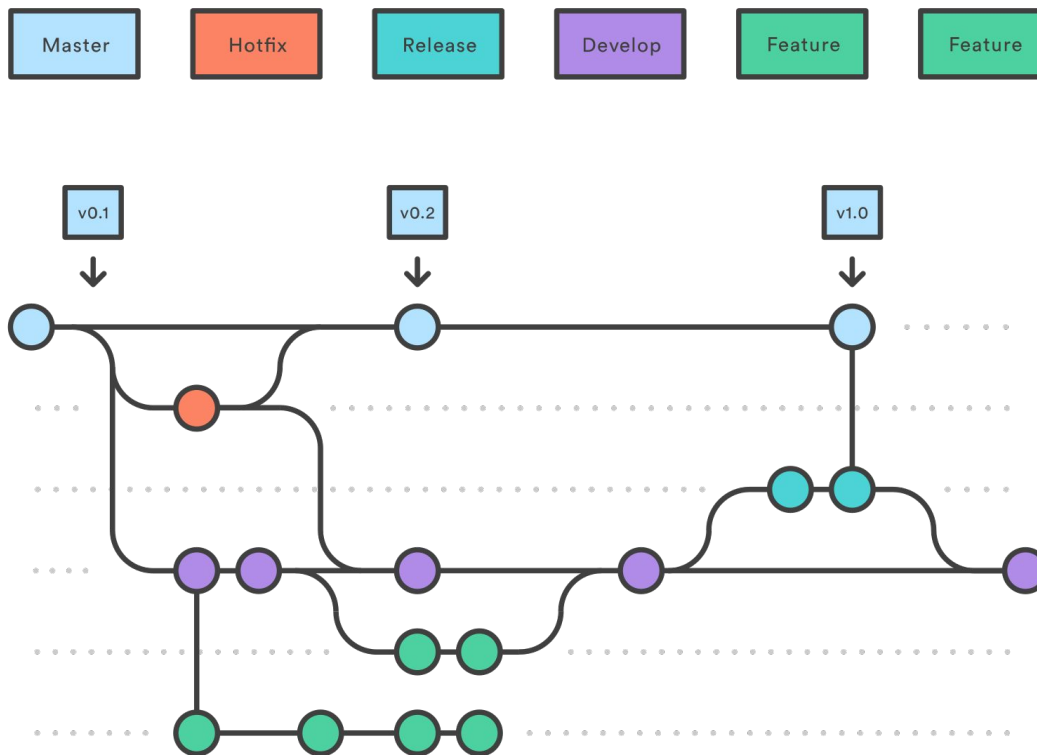 Master
Hotfix
Release
Develop
Feature
Feature
v0.1
v0.2
v1.0